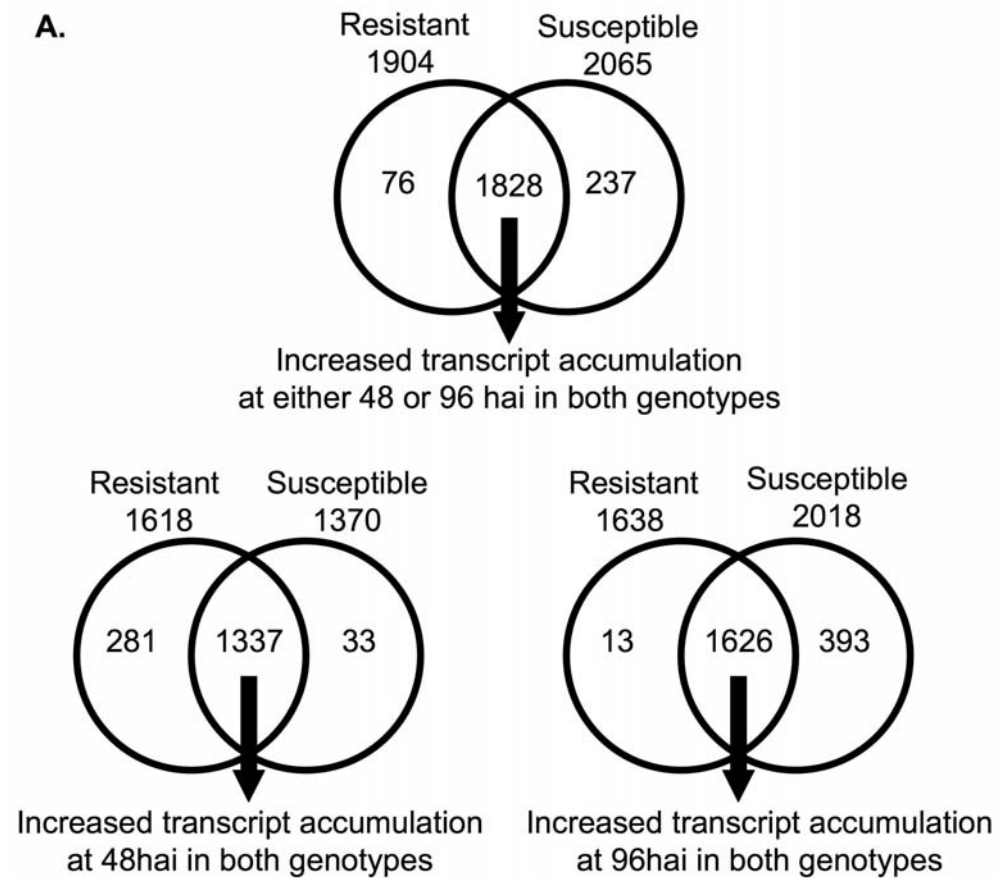 A.
Resistant
1904
Susceptible
2065
76
1828
237
Increased transcript accumulation
at either 48 or 96 hai in both genotypes
Resistant
1618
Susceptible
1370
281
1337
33
Increased transcript accumulation
at 48hai in both genotypes
Resistant
1638
Susceptible
2018
13
1626
393
Increased transcript accumulation
at 96hai in both genotypes